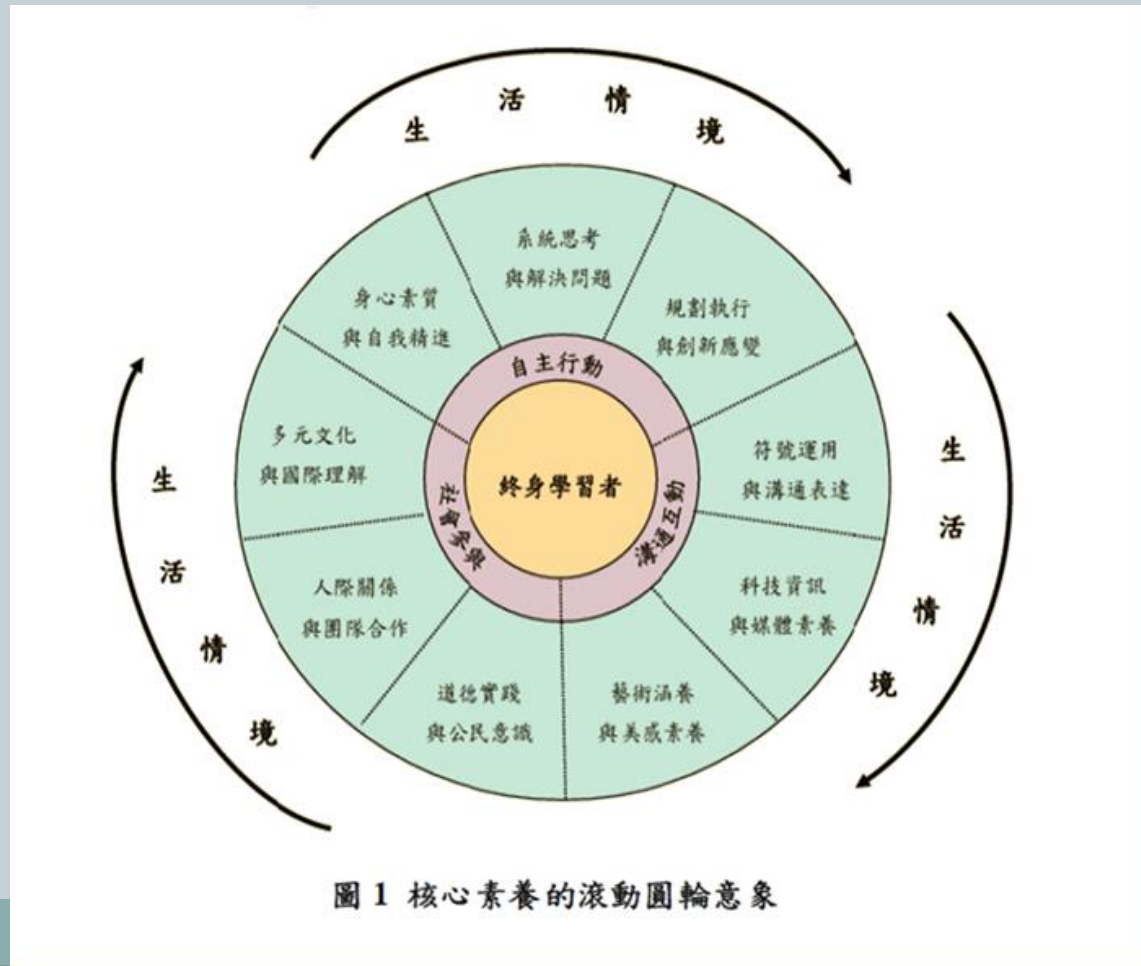 生活情境
系統思考
與解決問題
規劃執行
與創新應變
符號運用
與溝通表達
科技資訊
與媒體素養
藝術涵養
與美感素養
道德實踐
與公民意識
人際關係
與團隊合作
多元文化
與國際理解
身心素質
與自我精進
自主行動
溝通互動
社會參與
終身學習者
生活情境
生活情境
圖 1 核心素養的滾動圓輪意象